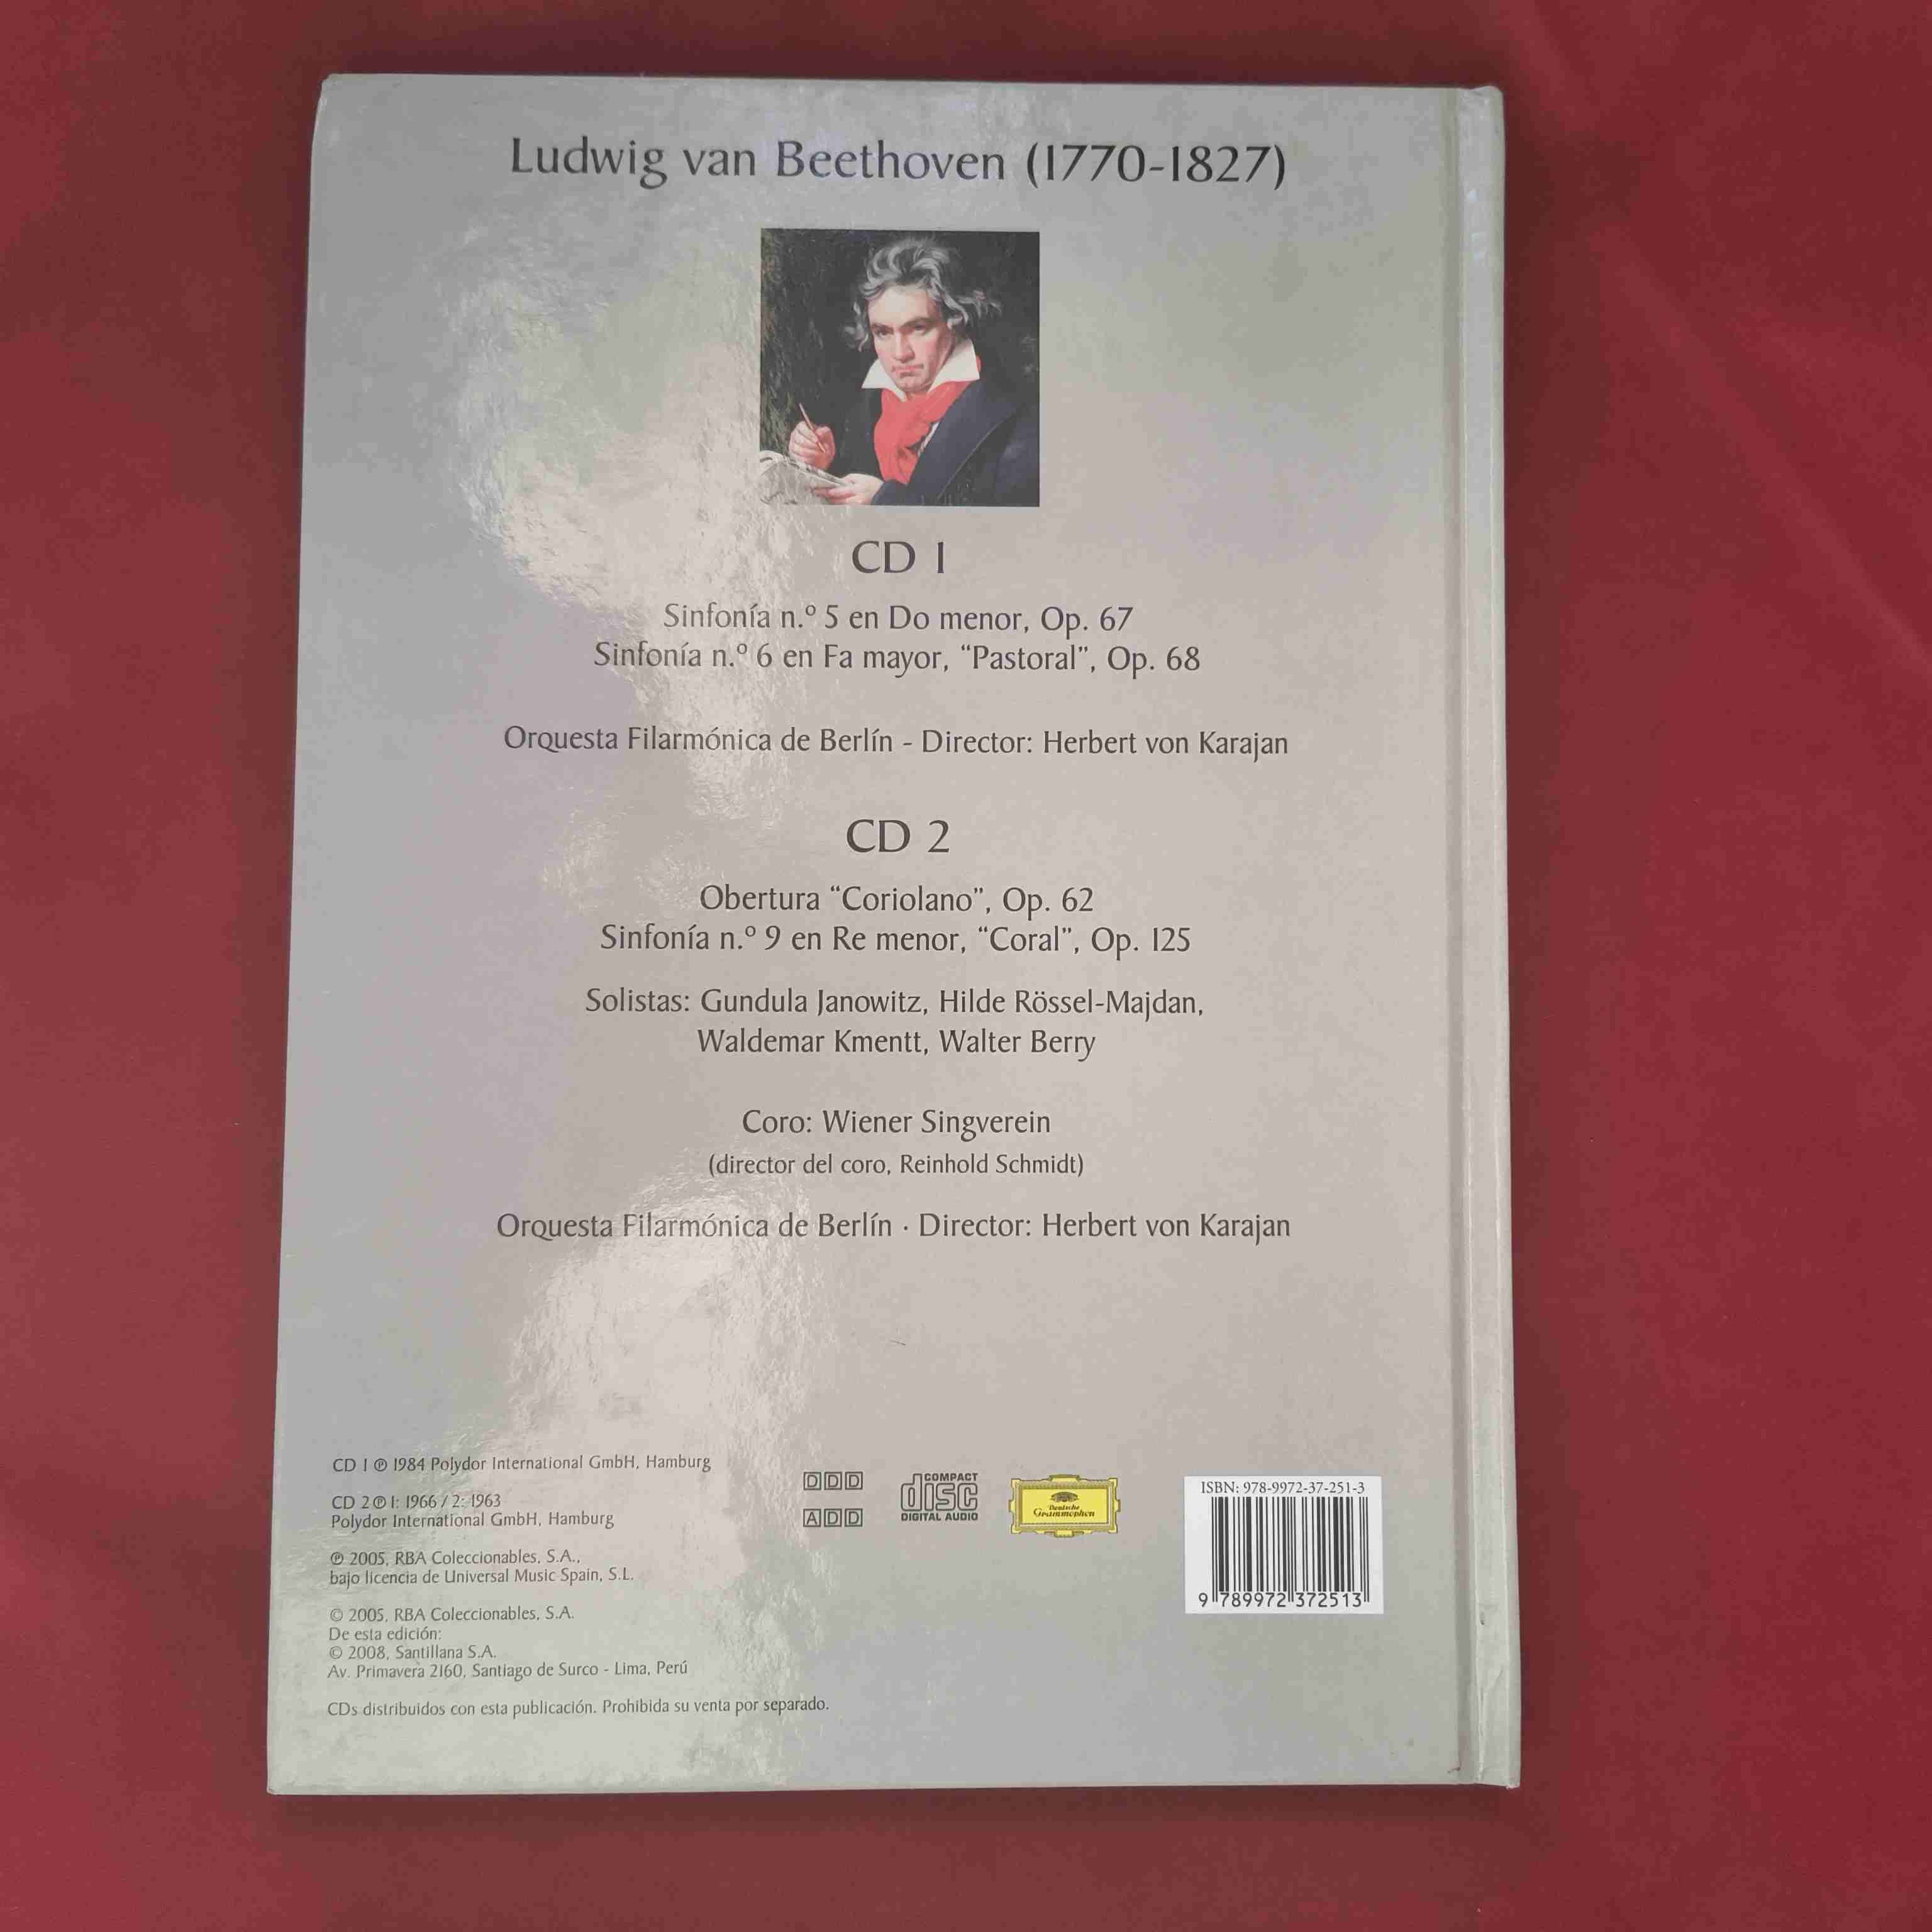 Ludwig van Beethoven (1770-1827)
CD 1
Sinfonía n.º 5 en Do menor, Op. 67
Sinfonía n.º 6 en Fa mayor, “Pastoral”, Op. 68
Orquesta Filarmónica de Berlín - Director: Herbert von Karajan
CD 2
Obertura “Coriolano”, Op. 62
Sinfonía n.º 9 en Re menor, “Coral”, Op. 125
Solistas: Gundula Janowitz, Hilde Rössel-Majdan,
Waldemar Kmentt, Walter Berry
Coro: Wiener Singverein
(director del coro, Reinhold Schmidt)
Orquesta Filarmónica de Berlín · Director: Herbert von Karajan
CD 1 ℗ 1984 Polydor International GmbH, Hamburg
CD 2 ℗ 1: 1966 / 2: 1963
Polydor International GmbH, Hamburg
℗ 2005, RBA Coleccionables, S.A.,
bajo licencia de Universal Music Spain, S.L.
© 2005, RBA Coleccionables, S.A.
De esta edición:
© 2008, Santillana S.A.
Av. Primavera 2160, Santiago de Surco - Lima, Perú
CDs distribuidos con esta publicación. Prohibida su venta por separado.
DDD
ADD
COMPACT
disc
DIGITAL AUDIO
Deutsche
Grammophon
ISBN: 978-9972-37-251-3
9 789972 372513